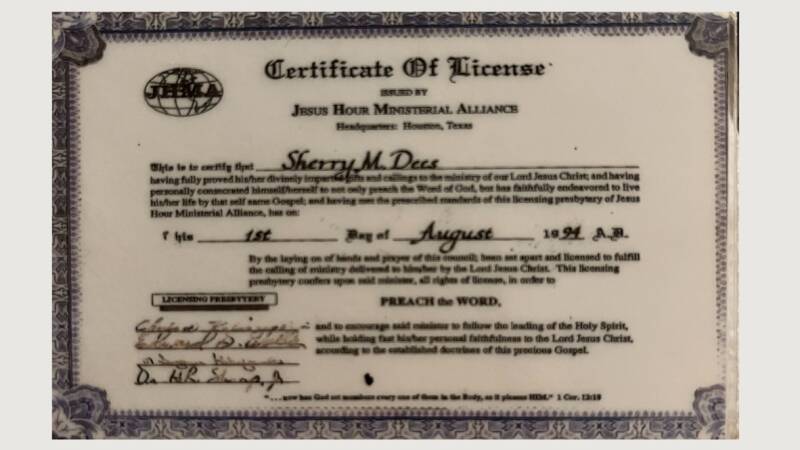 Certificate Of License
ISSUED BY
JHMA
JESUS HOUR MINISTERIAL ALLIANCE
Headquarters: Houston, Texas
This is to certify that Sherry M. Dees
having fully proved his/her divinely imparted gifts and callings to the ministry of our Lord Jesus Christ; and having
personally consecrated himself/herself to not only preach the Word of God, but has faithfully endeavored to live
his/her life by that self same Gospel; and having met the prescribed standards of this licensing presbytery of Jesus
Hour Ministerial Alliance, has on:
This 1st Day of August 1994 A.D.
By the laying on of hands and prayer of this council; been set apart and licensed to fulfill
the calling of ministry delivered to him/her by the Lord Jesus Christ. This licensing
presbytery confers upon said minister, all rights of license, in order to
LICENSING PRESBYTERY
PREACH the WORD,
and to encourage said minister to follow the leading of the Holy Spirit,
while holding fast his/her personal faithfulness to the Lord Jesus Christ,
according to the established doctrines of this precious Gospel.
"...now has God set members every one of them in the Body, as it pleases HIM." 1 Cor. 12:18